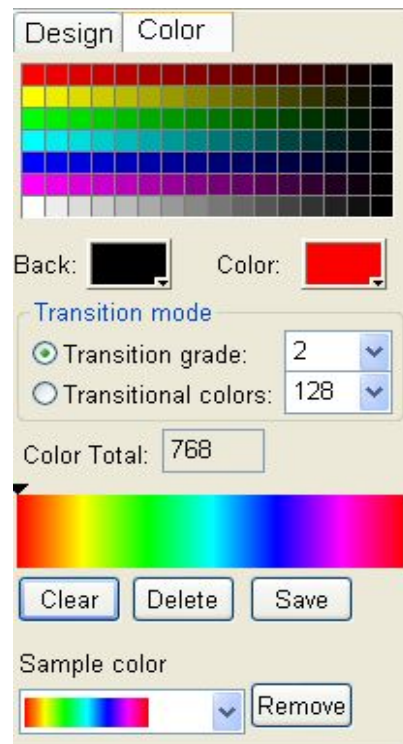 Design Color
Back: Color:
Transition mode
Transition grade: 2
Transitional colors: 128
Color Total: 768
Clear Delete Save
Sample color
Remove